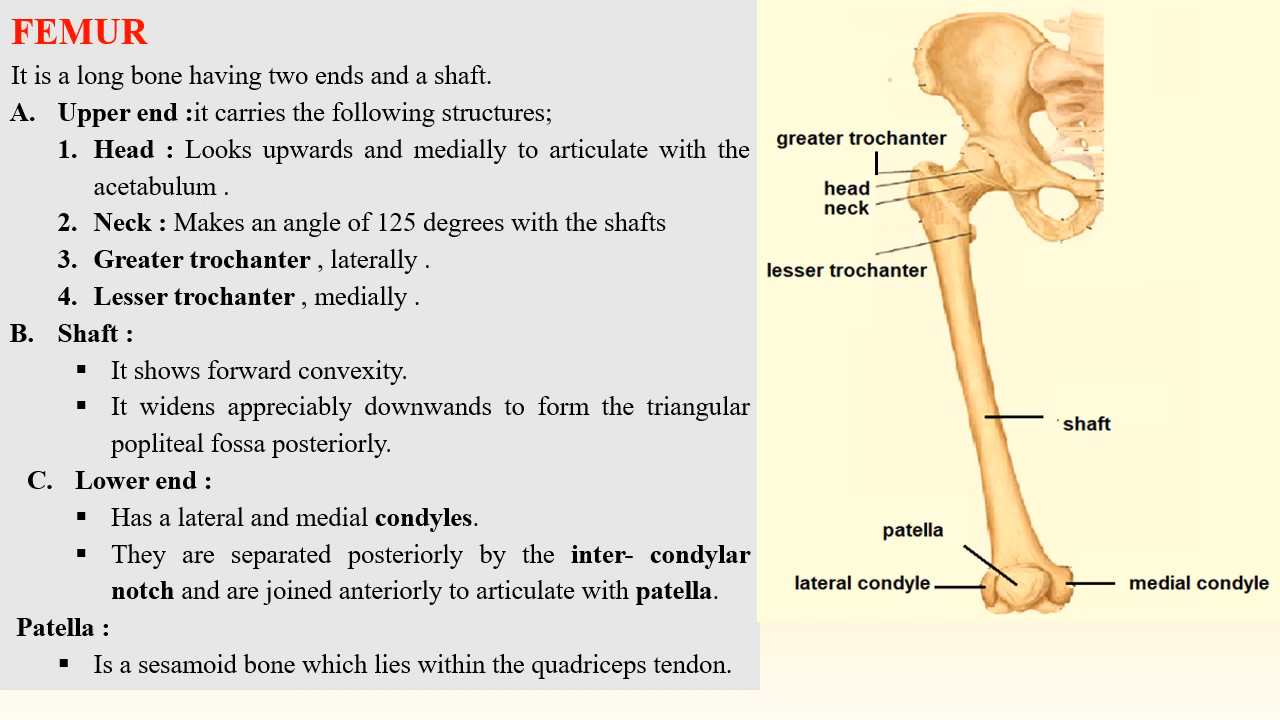 FEMUR
It is a long bone having two ends and a shaft.
A. Upper end :it carries the following structures;
1. Head : Looks upwards and medially to articulate with the
acetabulum .
2. Neck : Makes an angle of 125 degrees with the shafts
3. Greater trochanter , laterally .
4. Lesser trochanter , medially .
B. Shaft :
▪ It shows forward convexity.
▪ It widens appreciably downwands to form the triangular
popliteal fossa posteriorly.
C. Lower end :
▪ Has a lateral and medial condyles.
▪ They are separated posteriorly by the inter- condylar
notch and are joined anteriorly to articulate with patella.
Patella :
▪ Is a sesamoid bone which lies within the quadriceps tendon.
greater trochanter
head
neck
lesser trochanter
shaft
patella
lateral condyle
medial condyle